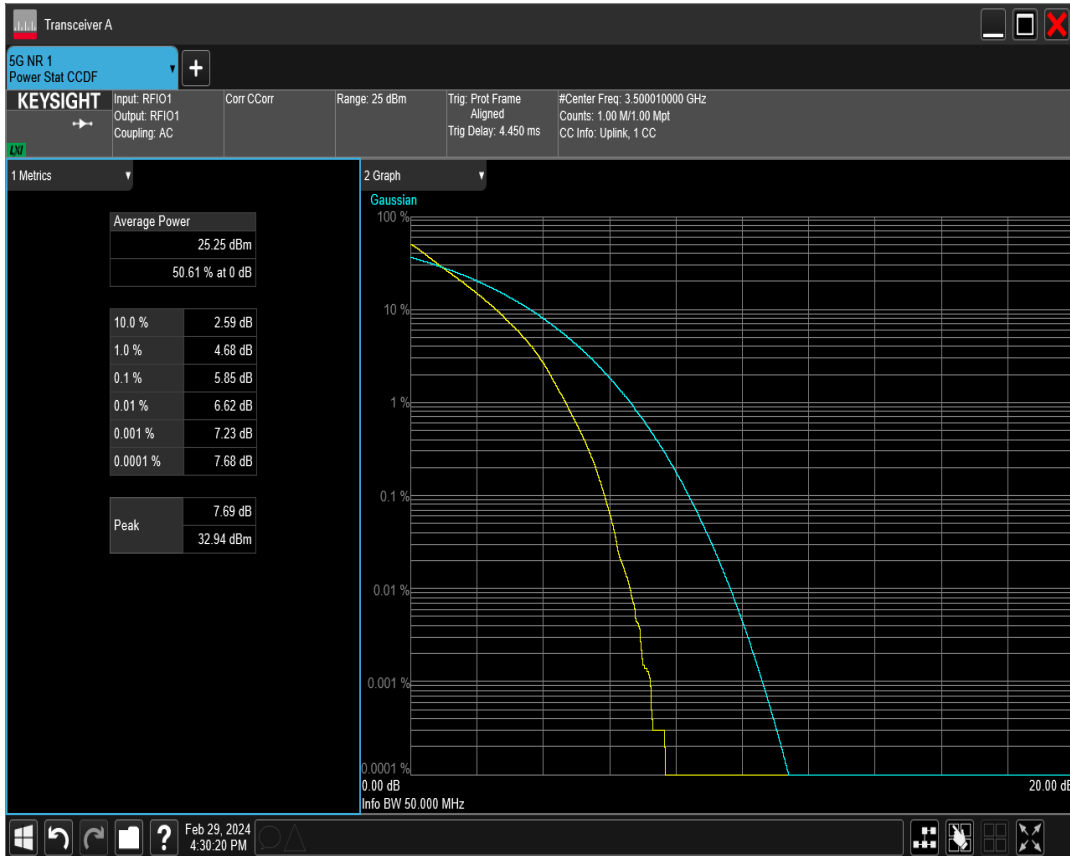 Transceiver A
5G NR 1
Power Stat CCDF
KEYSIGHT
LXI
Input: RFIO1
Output: RFIO1
Coupling: AC
Corr CCorr
Range: 25 dBm
Trig: Prot Frame
Aligned
Trig Delay: 4.450 ms
#Center Freq: 3.500010000 GHz
Counts: 1.00 M/1.00 Mpt
CC Info: Uplink, 1 CC
1 Metrics
Average Power
25.25 dBm
50.61 % at 0 dB
10.0 % 2.59 dB
1.0 % 4.68 dB
0.1 % 5.85 dB
0.01 % 6.62 dB
0.001 % 7.23 dB
0.0001 % 7.68 dB
Peak
7.69 dB
32.94 dBm
2 Graph
Gaussian
100 %
10 %
1 %
0.1 %
0.01 %
0.001 %
0.0001 %
0.00 dB 20.00 dB
Info BW 50.000 MHz
Feb 29, 2024
4:30:20 PM